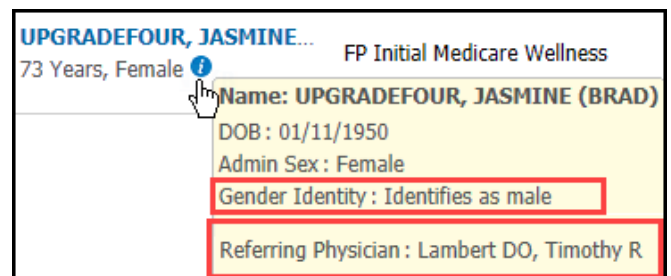 UPGRADEFOUR, JASMINE...
FP Initial Medicare Wellness
73 Years, Female i
Name: UPGRADEFOUR, JASMINE (BRAD)
DOB : 01/11/1950
Admin Sex : Female
Gender Identity : Identifies as male
Referring Physician : Lambert DO, Timothy R